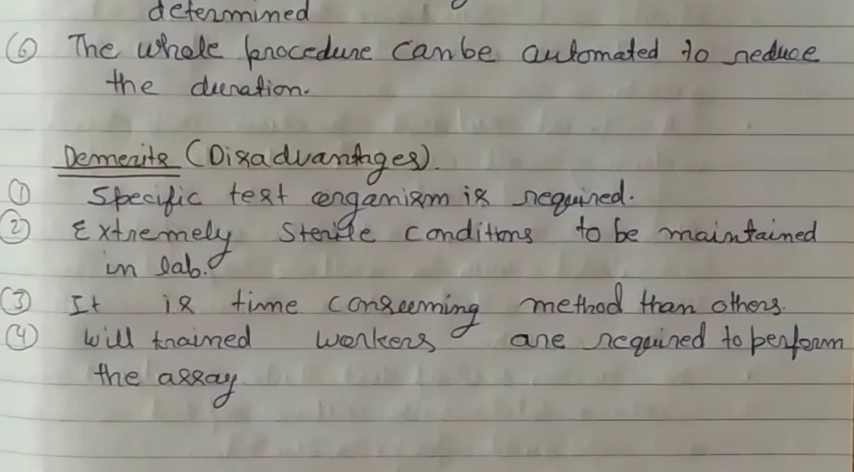 determined
⑥ The whole procedure can be automated to reduce
the duration.
Demerits (Disadvantages).
① Specific test organism is required.
② Extremely sterile conditions to be maintained
in lab.
③ It is time consuming method than others.
④ Will trained workers are required to perform
the assay